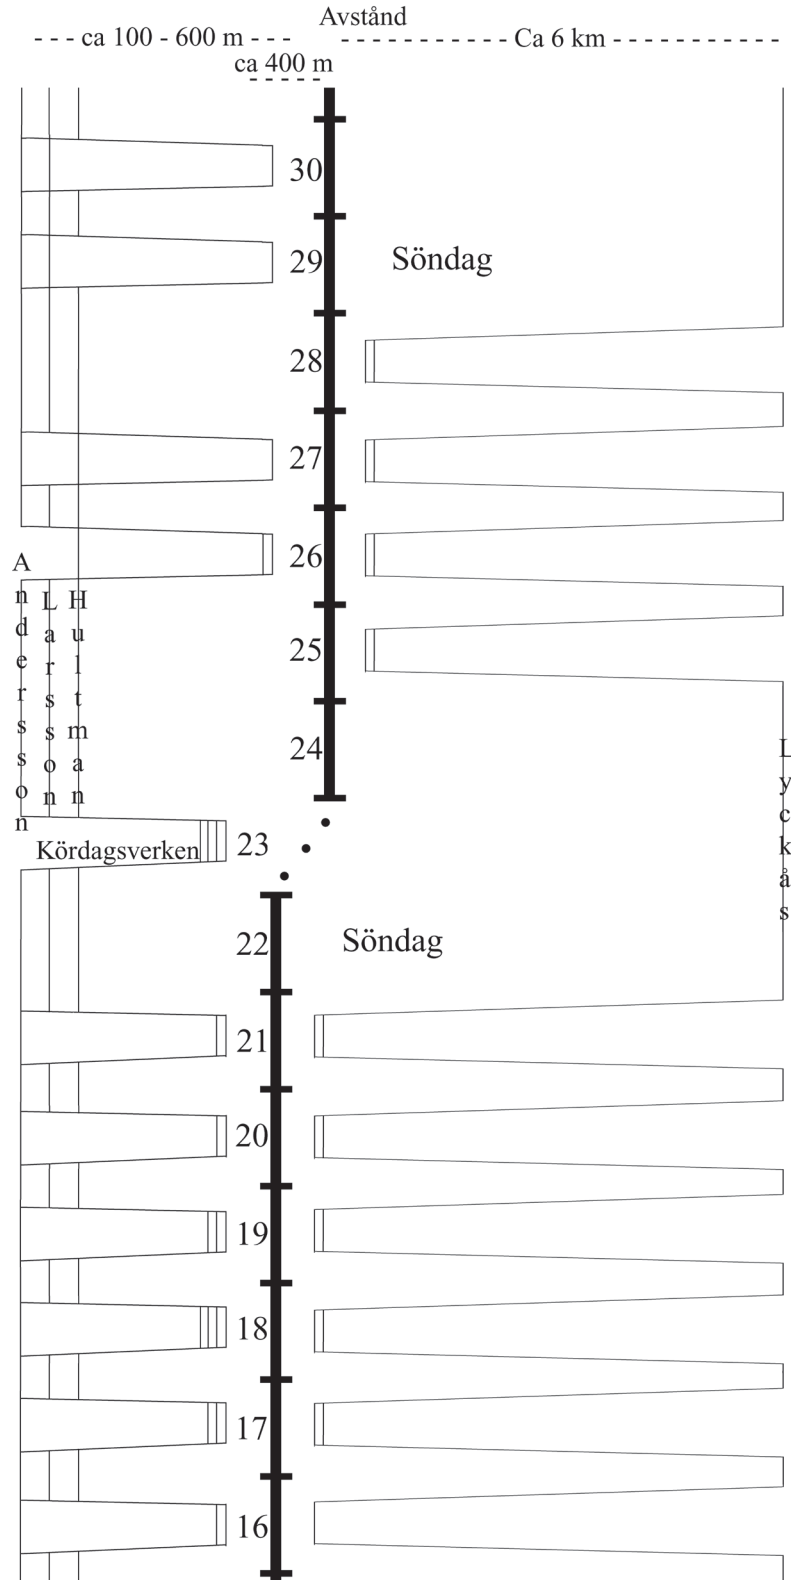 Avstånd
ca 100 - 600 m
Ca 6 km
ca 400 m
30
29
Söndag
28
27
26
25
24
Andersson
Larsson
Hultman
Lyckås
23
Kördagsverken
22
Söndag
21
20
19
18
17
16